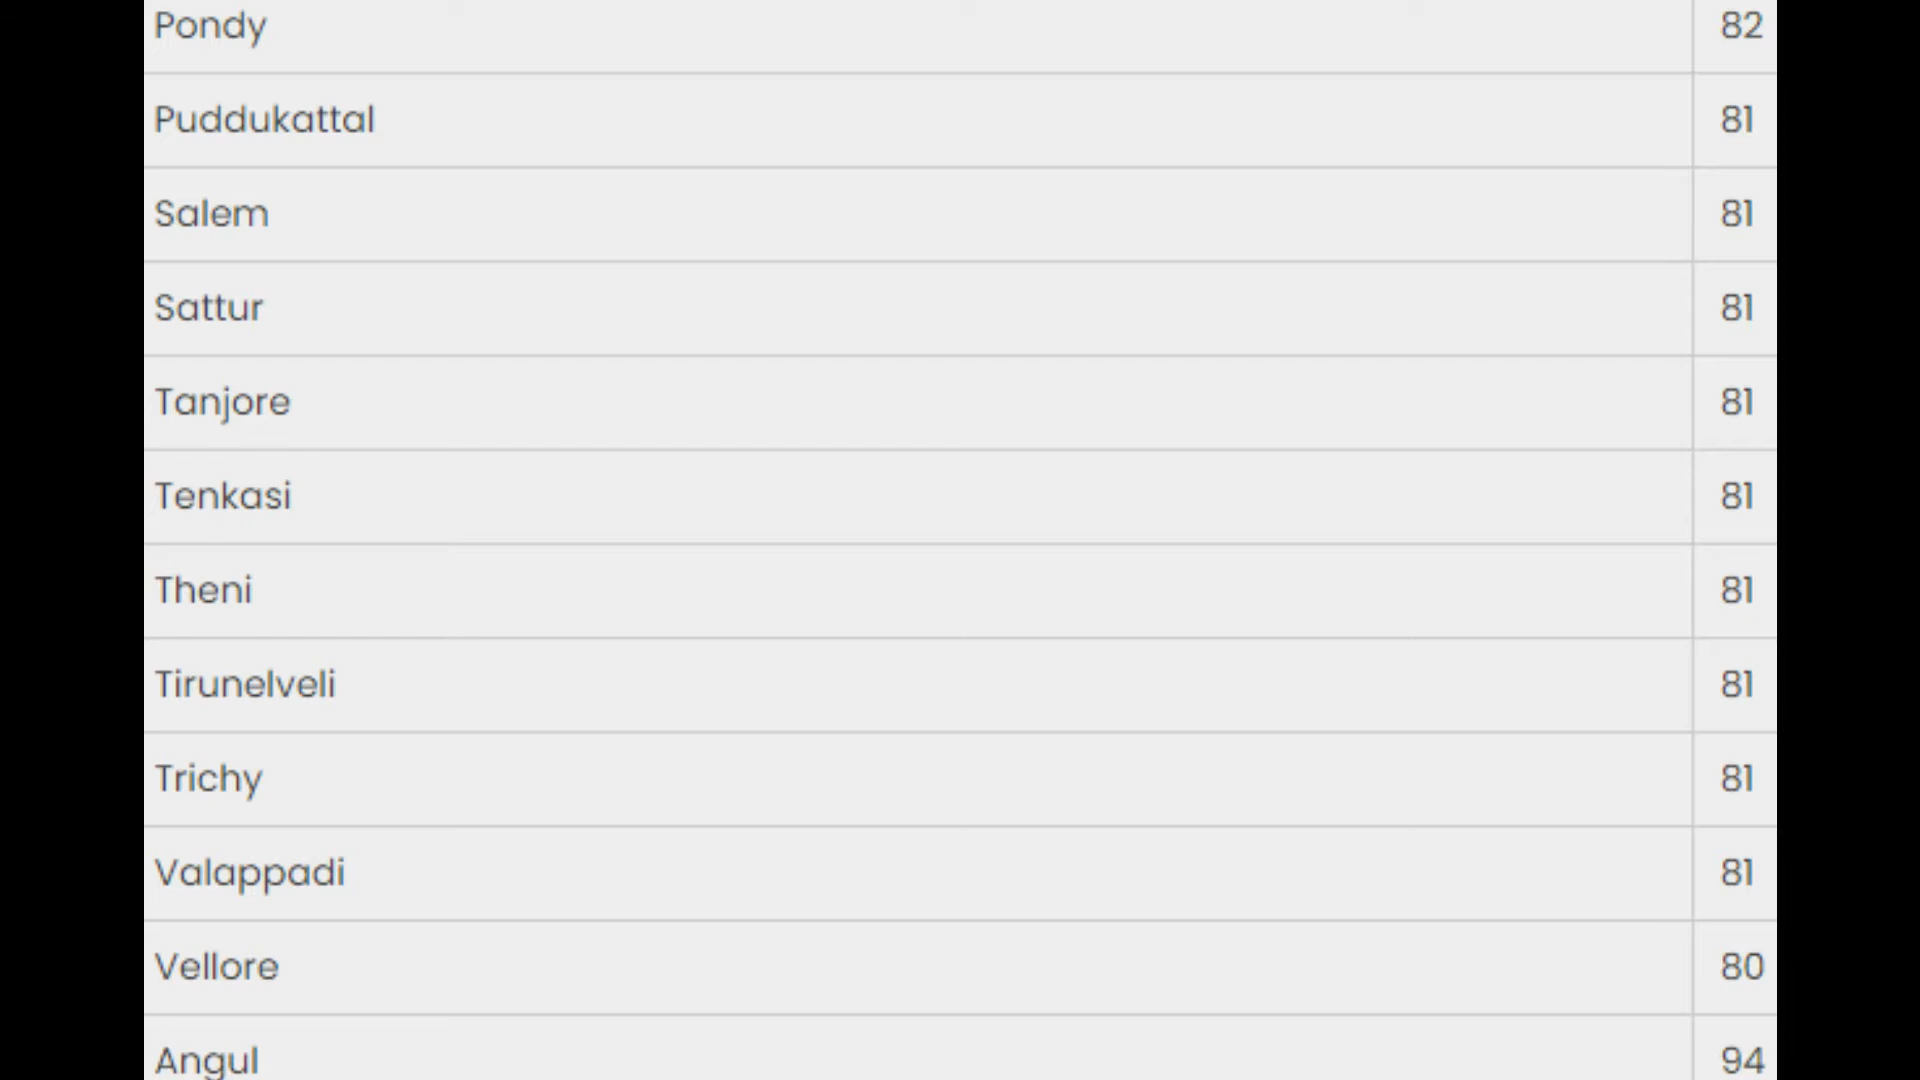 Pondy 82
Puddukattal 81
Salem 81
Sattur 81
Tanjore 81
Tenkasi 81
Theni 81
Tirunelveli 81
Trichy 81
Valappadi 81
Vellore 80
Angul 94